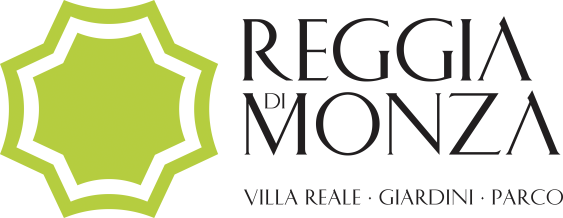 REGGIA
DI
MONZA
VILLA REALE · GIARDINI · PARCO